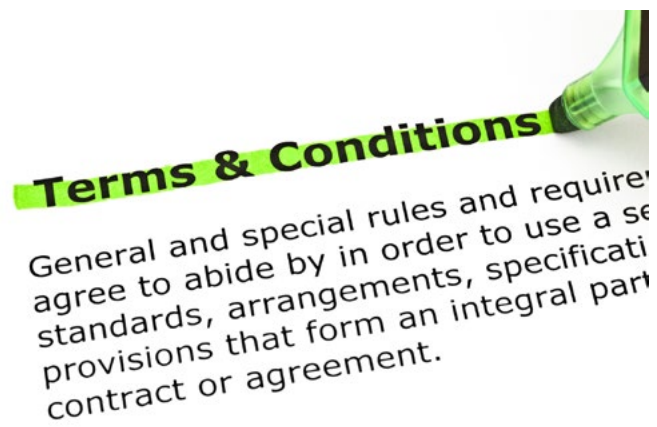 Terms & Conditions
General and special rules and
agree to abide by in order to use a
standards, arrangements,
provisions that form an integral
contract or agreement.